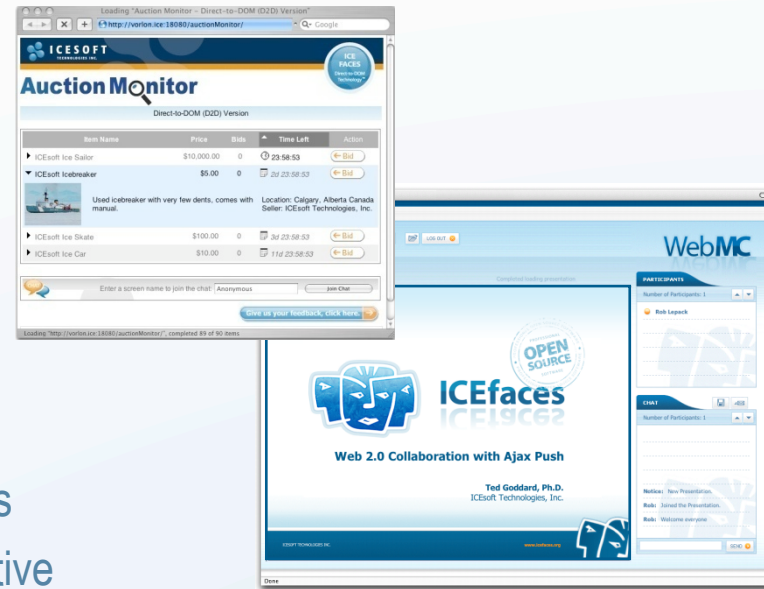 Loading "Auction Monitor – Direct-to-DOM (D2D) Version"
http://vorlon.ice:18080/auctionMonitor/
Google
ICESOFT
TECHNOLOGIES INC.
ICE
FACES
Direct-to-DOM
Technology
Auction Monitor
Direct-to-DOM (D2D) Version
Item Name Price Bids Time Left Action
ICEsoft Ice Sailor $10,000.00 0 23:58:53 Bid
ICEsoft Icebreaker $5.00 0 2d 23:58:53 Bid
Used icebreaker with very few dents, comes with manual.
Location: Calgary, Alberta Canada
Seller: ICEsoft Technologies, Inc.
ICEsoft Ice Skate $100.00 0 3d 23:58:53 Bid
ICEsoft Ice Car $10.00 0 11d 23:58:53 Bid
Enter a screen name to join the chat: Anonymous Join Chat
Give us your feedback, click here.
Loading "http://vorlon.ice:18080/auctionMonitor/", completed 89 of 90 items
LOG OUT
WebMC
Completed loading presentation.
PARTICIPANTS
Number of Participants: 1
Rob Lepack
OPEN
SOURCE
ICEfaces
Web 2.0 Collaboration with Ajax Push
Ted Goddard, Ph.D.
ICEsoft Technologies, Inc.
ICESOFT TECHNOLOGIES INC.
www.icefaces.org
CHAT
Number of Participants: 1
Notice: New Presentation.
Rob: Joined the Presentation.
Rob: Welcome everyone
SEND
Done
s
tive